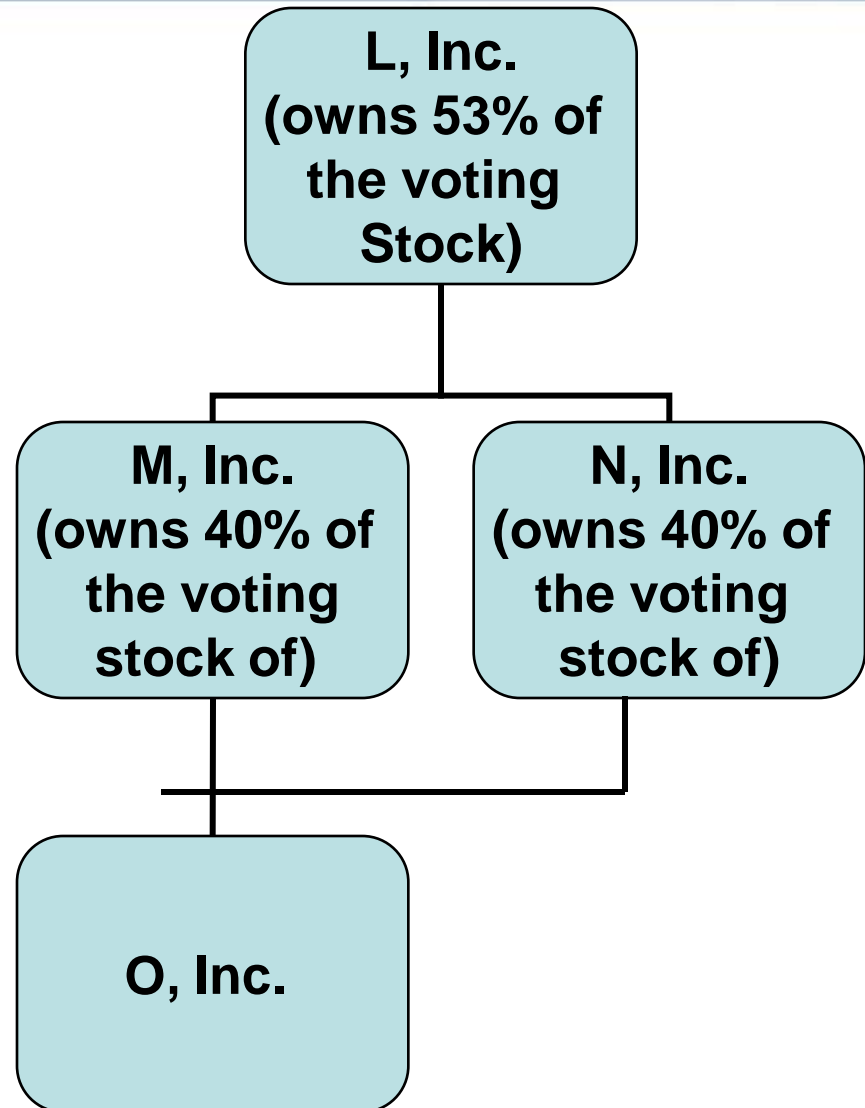 L, Inc.
(owns 53% of
the voting
Stock)
M, Inc.
(owns 40% of
the voting
stock of)
N, Inc.
(owns 40% of
the voting
stock of)
O, Inc.